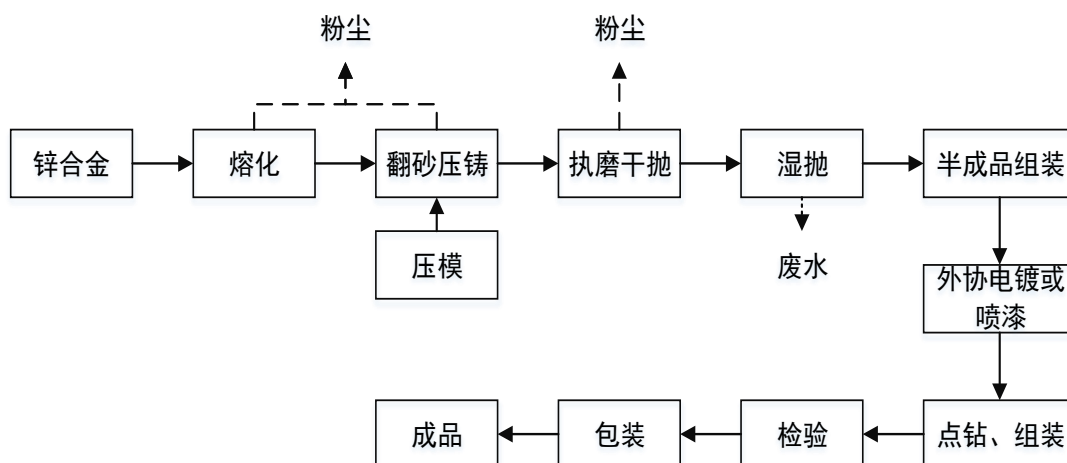 粉尘
粉尘
锌合金
熔化
翻砂压铸
执磨干抛
湿抛
半成品组装
压模
废水
外协电镀或
喷漆
成品
包装
检验
点钻、组装